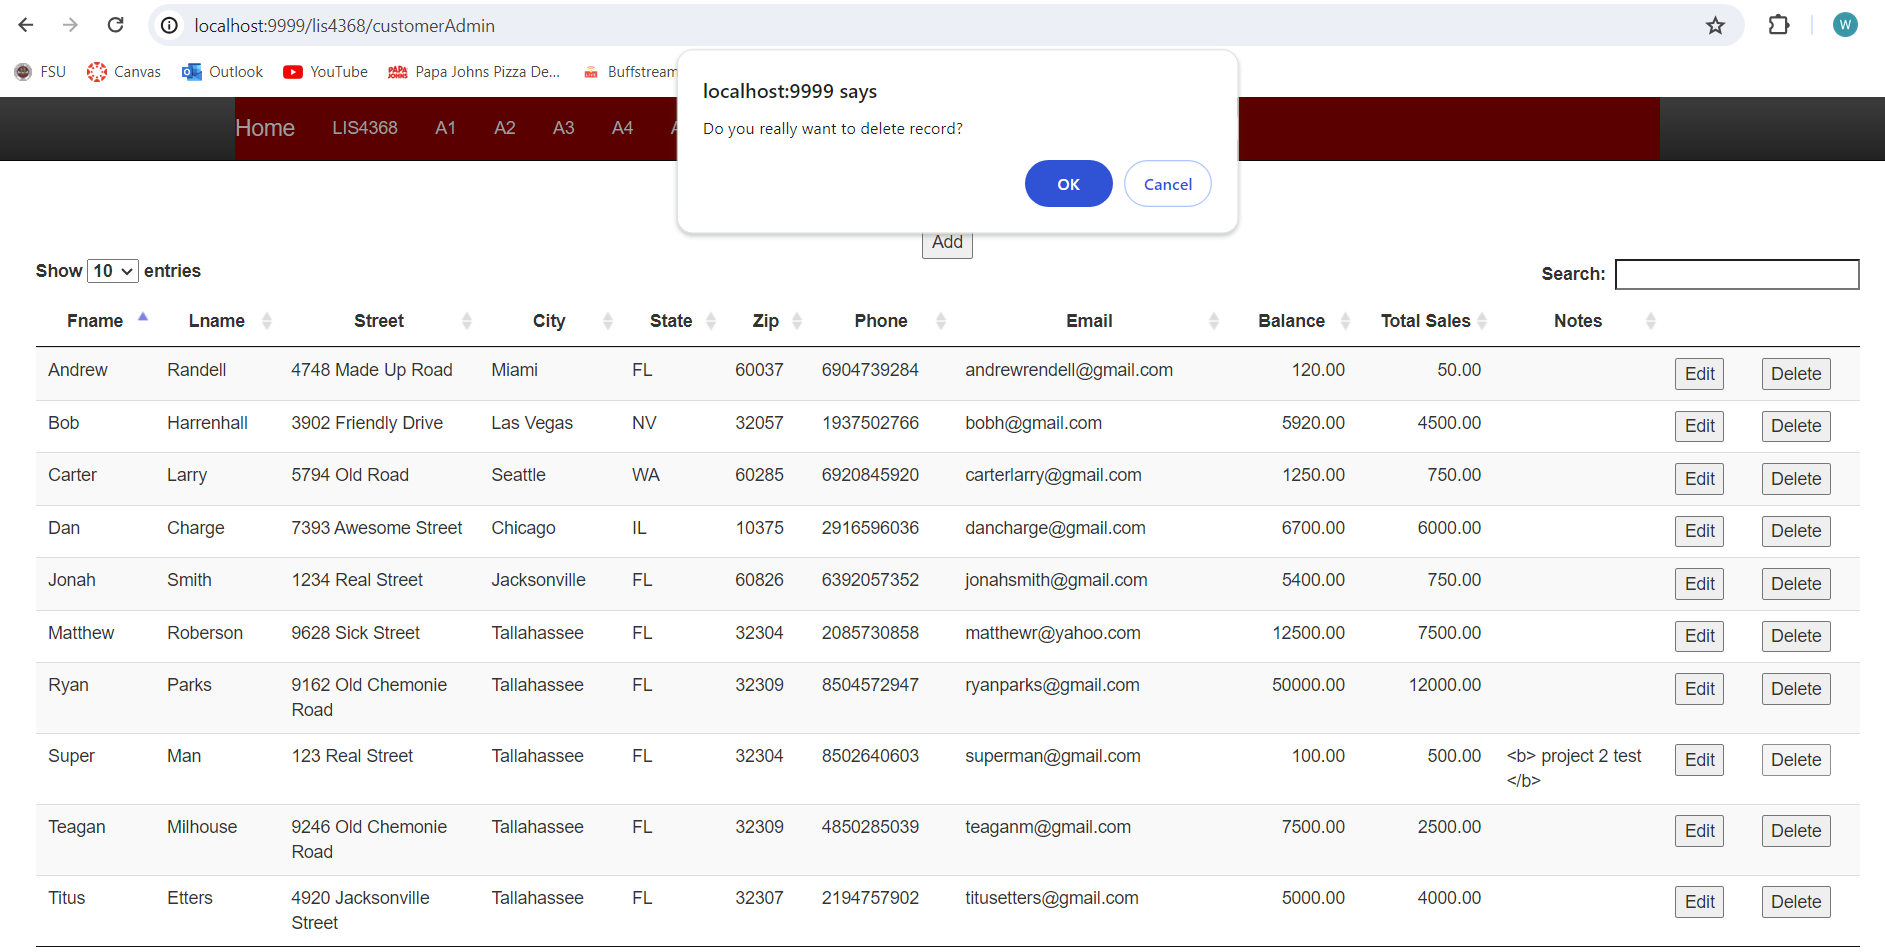 localhost:9999/lis4368/customerAdmin
W
FSU Canvas Outlook YouTube PAPA JOHNS Papa Johns Pizza De... Buffstream
localhost:9999 says
Do you really want to delete record?
OK Cancel
Home LIS4368 A1 A2 A3 A4
Add
Show 10 entries Search:
Fname Lname Street City State Zip Phone Email Balance Total Sales Notes
Andrew Randell 4748 Made Up Road Miami FL 60037 6904739284 andrewrendell@gmail.com 120.00 50.00 Edit Delete
Bob Harrenhall 3902 Friendly Drive Las Vegas NV 32057 1937502766 bobh@gmail.com 5920.00 4500.00 Edit Delete
Carter Larry 5794 Old Road Seattle WA 60285 6920845920 carterlarry@gmail.com 1250.00 750.00 Edit Delete
Dan Charge 7393 Awesome Street Chicago IL 10375 2916596036 dancharge@gmail.com 6700.00 6000.00 Edit Delete
Jonah Smith 1234 Real Street Jacksonville FL 60826 6392057352 jonahsmith@gmail.com 5400.00 750.00 Edit Delete
Matthew Roberson 9628 Sick Street Tallahassee FL 32304 2085730858 matthewr@yahoo.com 12500.00 7500.00 Edit Delete
Ryan Parks 9162 Old Chemonie Tallahassee FL 32309 8504572947 ryanparks@gmail.com 50000.00 12000.00 Edit Delete
Road
Super Man 123 Real Street Tallahassee FL 32304 8502640603 superman@gmail.com 100.00 500.00 <b> project 2 test Edit Delete
</b>
Teagan Milhouse 9246 Old Chemonie Tallahassee FL 32309 4850285039 teaganm@gmail.com 7500.00 2500.00 Edit Delete
Road
Titus Etters 4920 Jacksonville Tallahassee FL 32307 2194757902 titusetters@gmail.com 5000.00 4000.00 Edit Delete
Street